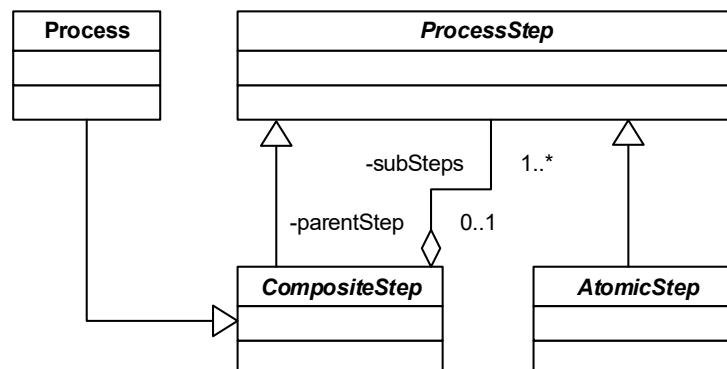 Process
ProcessStep
-subSteps
1..*
-parentStep
0..1
CompositeStep
AtomicStep